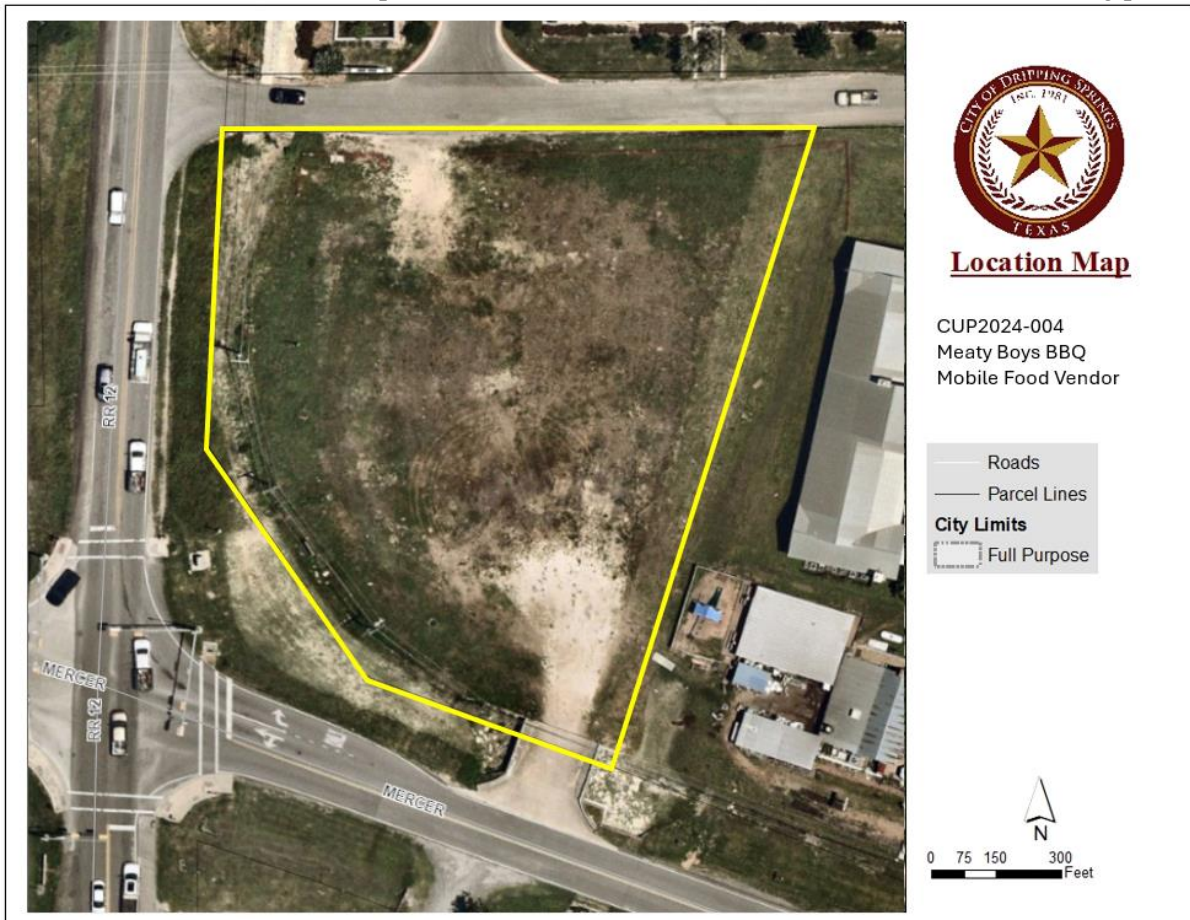 CITY OF DRIPPING SPRINGS
INC. 1981
TEXAS
Location Map
CUP2024-004
Meaty Boys BBQ
Mobile Food Vendor
Roads
Parcel Lines
City Limits
Full Purpose
RR 12
MERCER
RR 12
MERCER
N
0 75 150 300
Feet